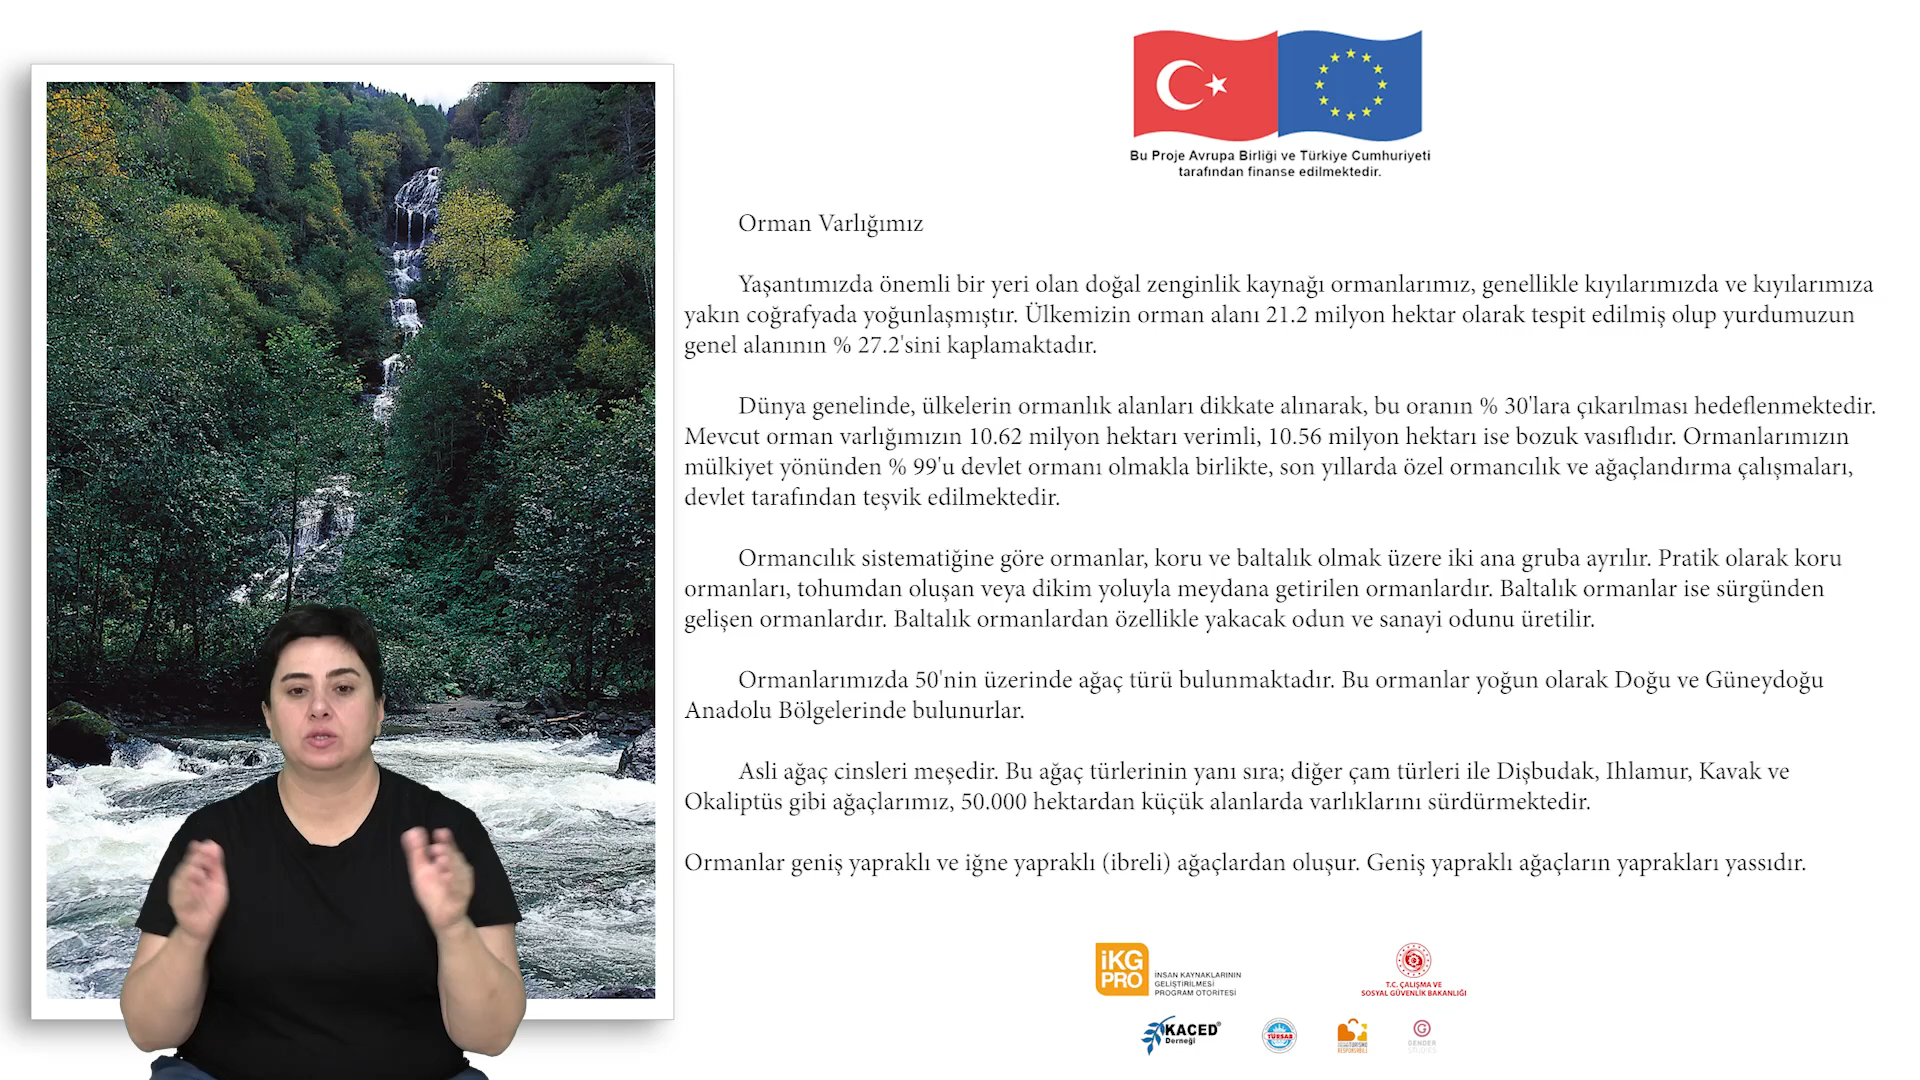 Bu Proje Avrupa Birliği ve Türkiye Cumhuriyeti
tarafından finanse edilmektedir.
Orman Varlığımız
Yaşantımızda önemli bir yeri olan doğal zenginlik kaynağı ormanlarımız, genellikle kıyılarımızda ve kıyılarımıza
yakın coğrafyada yoğunlaşmıştır. Ülkemizin orman alanı 21.2 milyon hektar olarak tespit edilmiş olup yurdumuzun
genel alanının % 27.2'sini kaplamaktadır.
Dünya genelinde, ülkelerin ormanlık alanları dikkate alınarak, bu oranın % 30'lara çıkarılması hedeflenmektedir.
Mevcut orman varlığımızın 10.62 milyon hektarı verimli, 10.56 milyon hektarı ise bozuk vasıflıdır. Ormanlarımızın
mülkiyet yönünden % 99'u devlet ormanı olmakla birlikte, son yıllarda özel ormancılık ve ağaçlandırma çalışmaları,
devlet tarafından teşvik edilmektedir.
Ormancılık sistematiğine göre ormanlar, koru ve baltalık olmak üzere iki ana gruba ayrılır. Pratik olarak koru
ormanları, tohumdan oluşan veya dikim yoluyla meydana getirilen ormanlardır. Baltalık ormanlar ise sürgünden
gelişen ormanlardır. Baltalık ormanlardan özellikle yakacak odun ve sanayi odunu üretilir.
Ormanlarımızda 50'nin üzerinde ağaç türü bulunmaktadır. Bu ormanlar yoğun olarak Doğu ve Güneydoğu
Anadolu Bölgelerinde bulunurlar.
Asli ağaç cinsleri meşedir. Bu ağaç türlerinin yanı sıra; diğer çam türleri ile Dişbudak, Ihlamur, Kavak ve
Okaliptüs gibi ağaçlarımız, 50.000 hektardan küçük alanlarda varlıklarını sürdürmektedir.
Ormanlar geniş yapraklı ve iğne yapraklı (ibreli) ağaçlardan oluşur. Geniş yapraklı ağaçların yaprakları yassıdır.
iKG
PRO
İNSAN KAYNAKLARININ
GELİŞTİRİLMESİ
PROGRAM OTORİTESİ
T.C. ÇALIŞMA VE
SOSYAL GÜVENLİK BAKANLIĞI
KACED®
Derneği
TÜRSAB
RESPONSABILE
G
GENDER
STUDIES